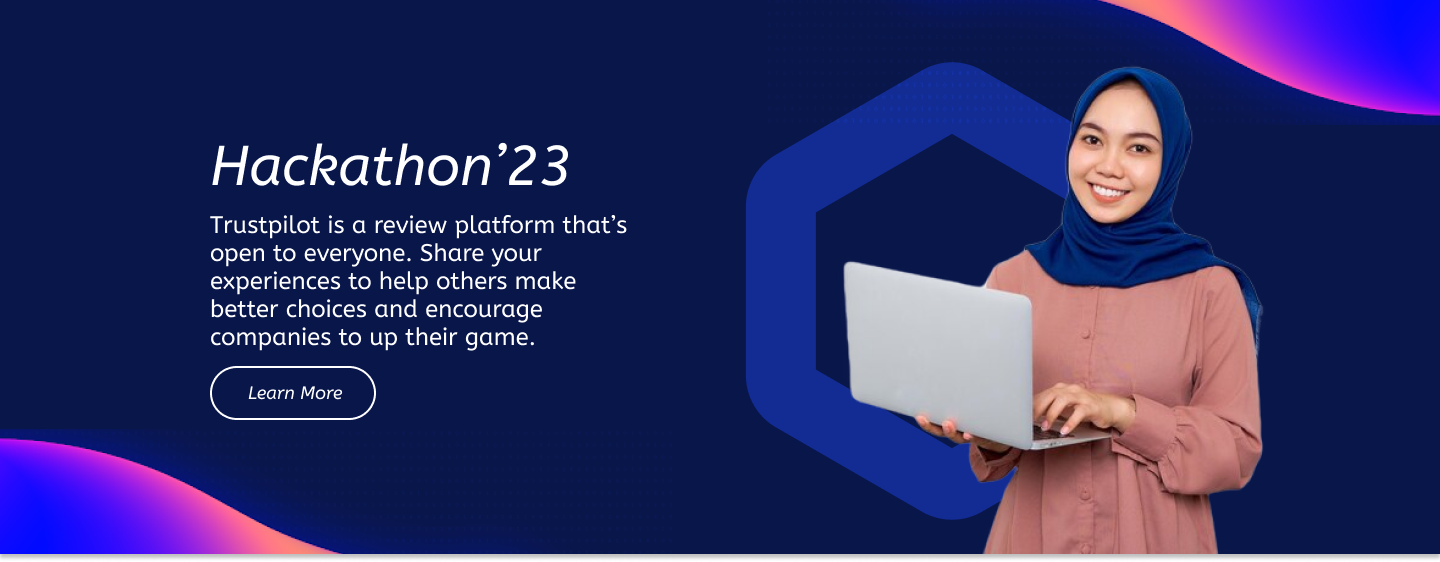 Hackathon’23
Trustpilot is a review platform that’s
open to everyone. Share your
experiences to help others make
better choices and encourage
companies to up their game.
Learn More